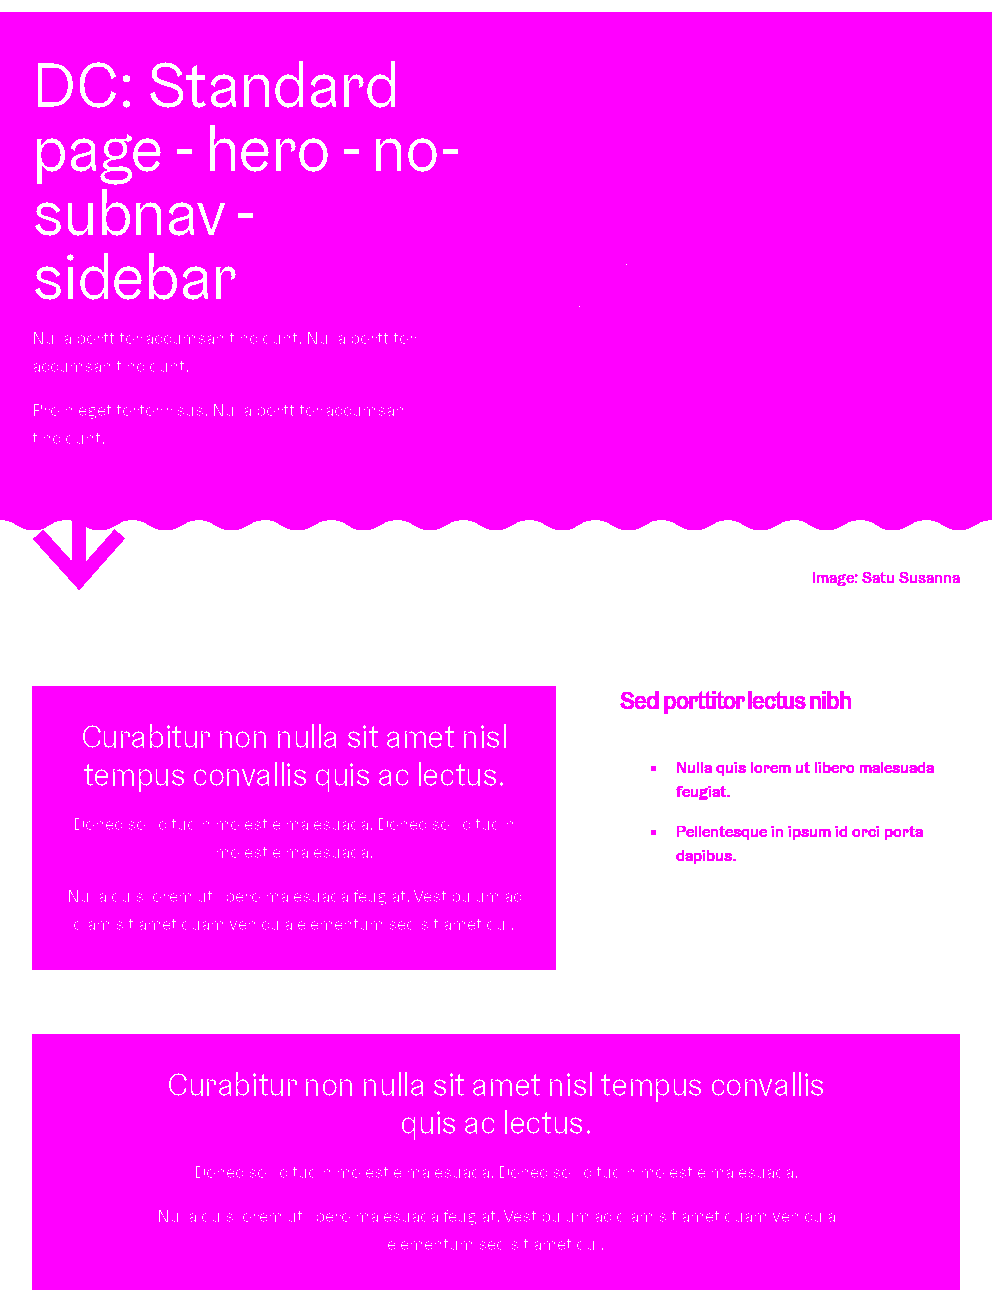 DC: Standard
page - hero - no-
subnav -
sidebar
Nulla porttitor accumsan tincidunt. Nulla porttitor
accumsan tincidunt.
Proin eget tortor risus. Nulla porttitor accumsan
tincidunt.
Image: Satu Susanna
Curabitur non nulla sit amet nisl
tempus convallis quis ac lectus.
Donec sollicitudin molestie malesuada. Donec sollicitudin
molestie malesuada.
Nulla quis lorem ut libero malesuada feugiat. Vestibulum ac
diam sit amet quam vehicula elementum sed sit amet dui.
Sed porttitor lectus nibh
Nulla quis lorem ut libero malesuada
feugiat.
Pellentesque in ipsum id orci porta
dapibus.
Curabitur non nulla sit amet nisl tempus convallis
quis ac lectus.
Donec sollicitudin molestie malesuada. Donec sollicitudin molestie malesuada.
Nulla quis lorem ut libero malesuada feugiat. Vestibulum ac diam sit amet quam vehicula
elementum sed sit amet dui.